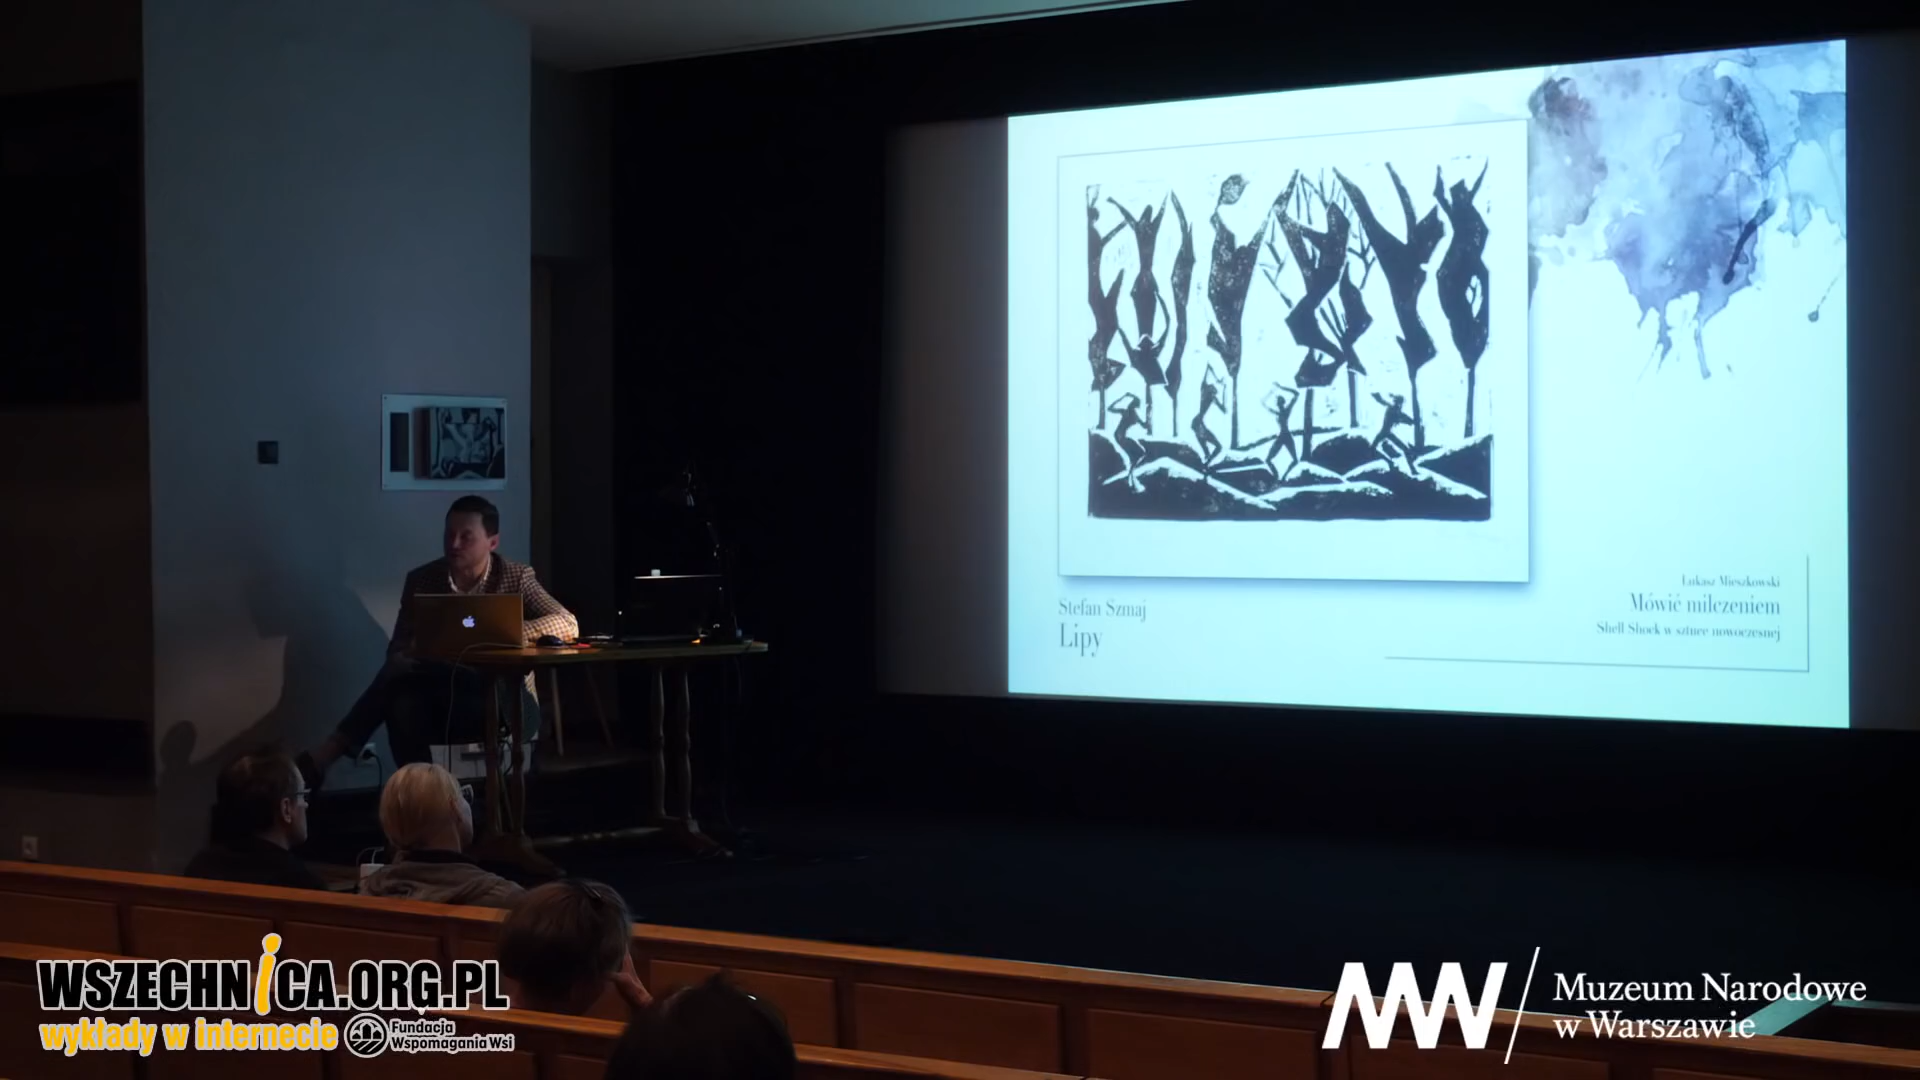 Stefan Szmaj
Lipy
Łukasz Mieszkowski
Mówić milczeniem
Shell Shock w sztuce nowoczesnej
WSZECHNiCA.ORG.PL
wykłady w internecie
Fundacja
Wspomagania Wsi
Muzeum Narodowe
w Warszawie